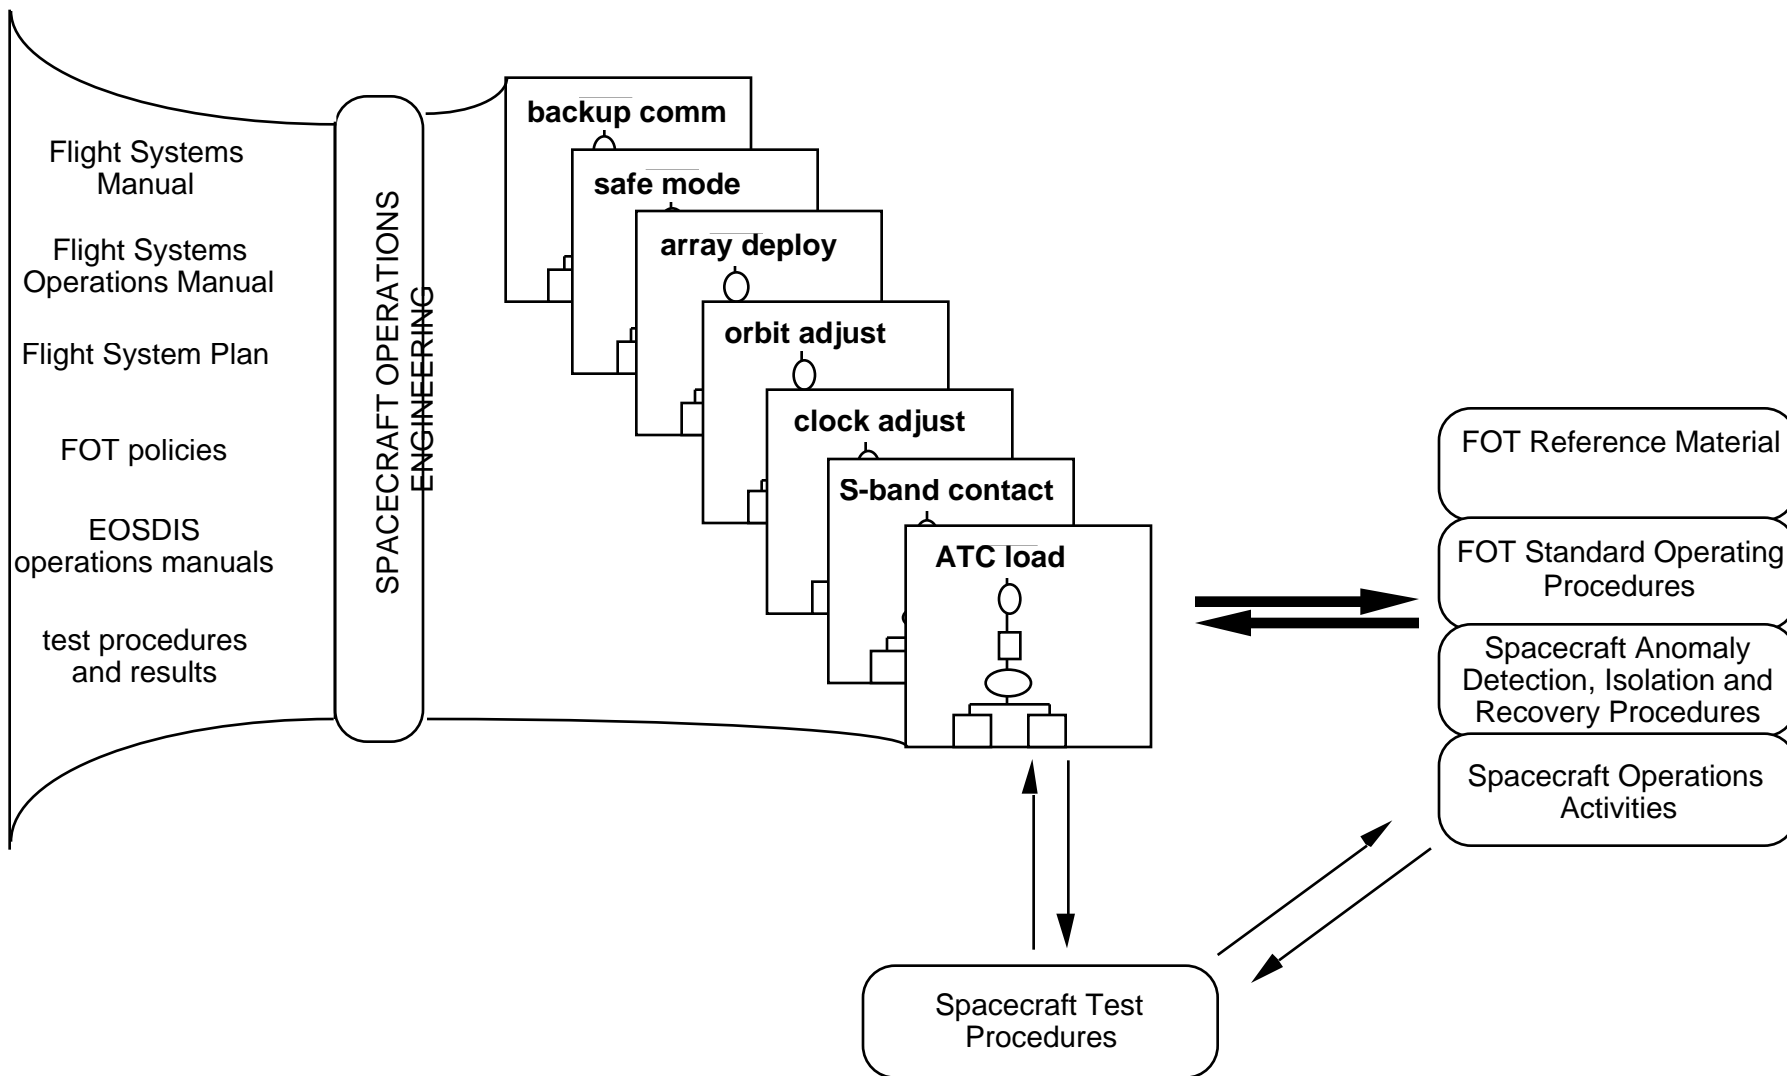 Flight Systems
Manual
Flight Systems
Operations Manual
Flight System Plan
FOT policies
EOSDIS
operations manuals
test procedures
and results
SPACECRAFT OPERATIONS
ENGINEERING
backup comm
safe mode
array deploy
orbit adjust
clock adjust
S-band contact
ATC load
FOT Reference Material
FOT Standard Operating
Procedures
Spacecraft Anomaly
Detection, Isolation and
Recovery Procedures
Spacecraft Operations
Activities
Spacecraft Test
Procedures